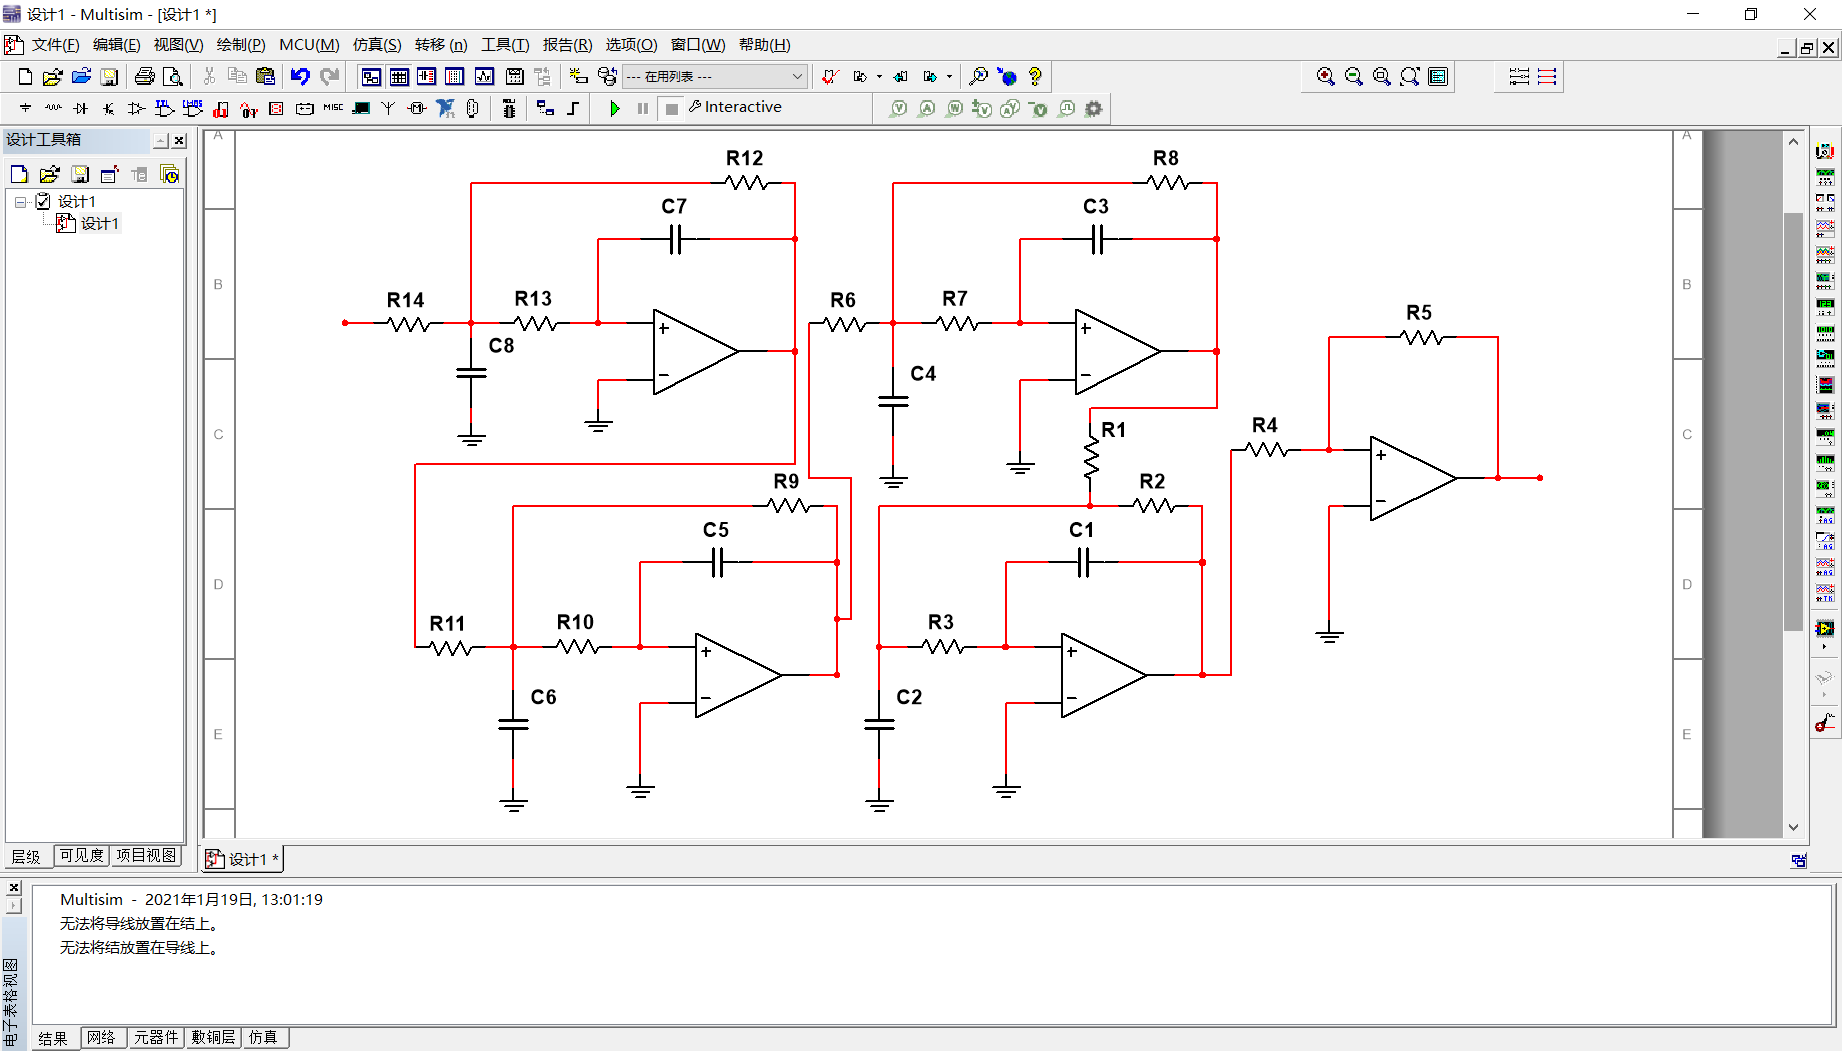 设计1 - Multisim - [设计1 *]
文件(F) 编辑(E) 视图(V) 绘制(P) MCU(M) 仿真(S) 转移 (n) 工具(T) 报告(R) 选项(O) 窗口(W) 帮助(H)
--- 在用列表 ---
MISC
Interactive
设计工具箱
设计1
设计1
层级 可见度 项目视图
A A
R12 R8
C7 C3
B B
R14 R13 R6 R7 R5
C8
C4
C C
R1 R4
R9 R2
C5 C1
D D
R11 R10 R3
C6 C2
E E
设计1 *
Multisim - 2021年1月19日, 13:01:19
无法将导线放置在结上。
无法将结放置在导线上。
电子表格视图
结果 网络 元器件 敷铜层 仿真